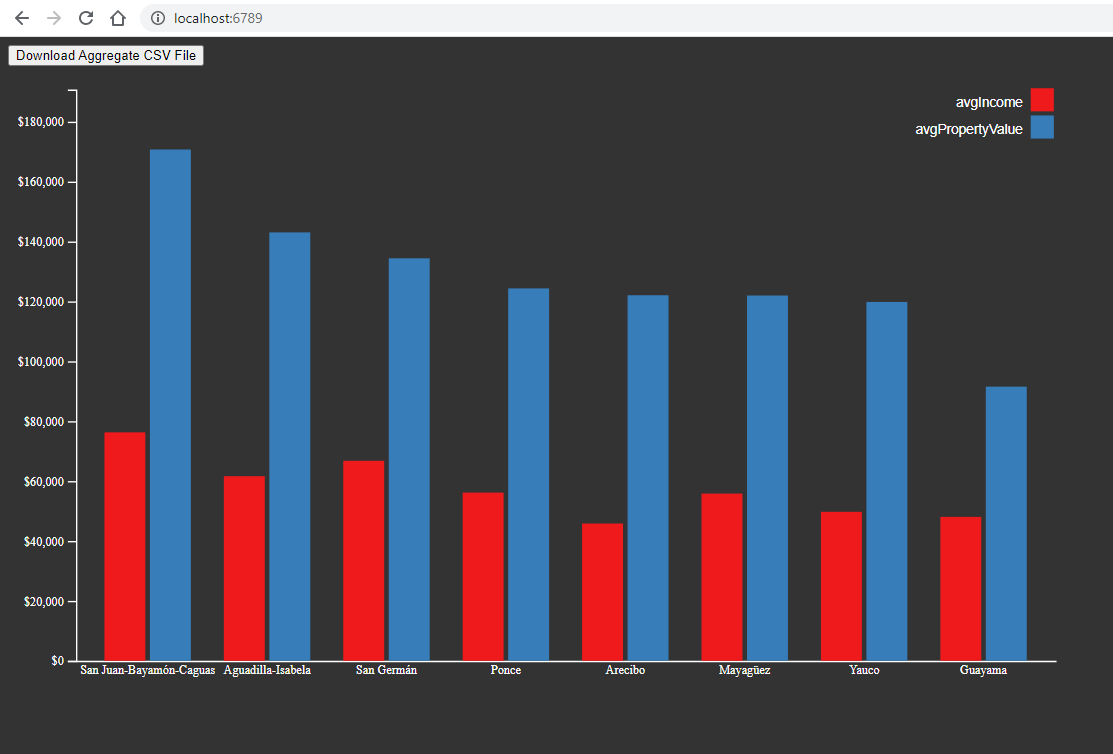 localhost:6789
Download Aggregate CSV File
avgIncome
avgPropertyValue
$180,000
$160,000
$140,000
$120,000
$100,000
$80,000
$60,000
$40,000
$20,000
$0
San Juan-Bayamón-Caguas Aguadilla-Isabela San Germán Ponce Arecibo Mayagüez Yauco Guayama